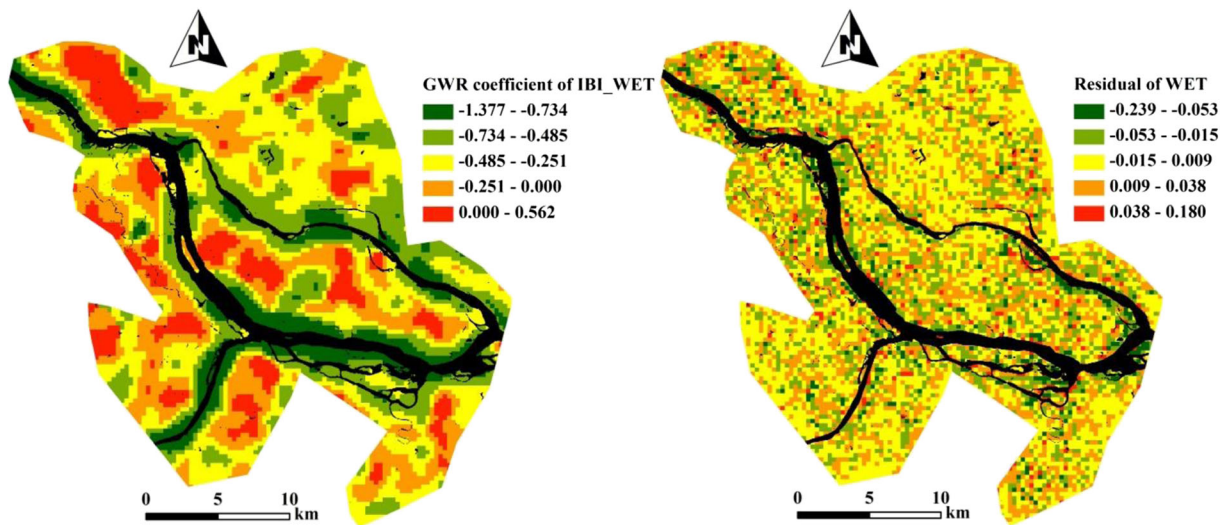 N
GWR coefficient of IBI_WET
-1.377 - -0.734
-0.734 - -0.485
-0.485 - -0.251
-0.251 - 0.000
0.000 - 0.562
0 5 10
km
N
Residual of WET
-0.239 - -0.053
-0.053 - -0.015
-0.015 - 0.009
0.009 - 0.038
0.038 - 0.180
0 5 10
km